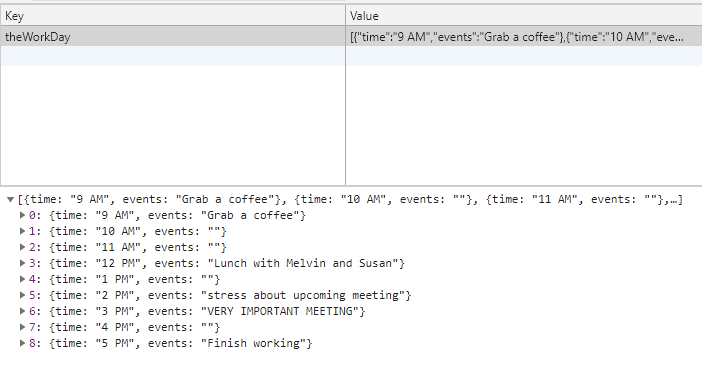 Key Value
theWorkDay [{"time":"9 AM","events":"Grab a coffee"},{"time":"10 AM","eve...
[{time: "9 AM", events: "Grab a coffee"}, {time: "10 AM", events: ""}, {time: "11 AM", events: ""},…]
0: {time: "9 AM", events: "Grab a coffee"}
1: {time: "10 AM", events: ""}
2: {time: "11 AM", events: ""}
3: {time: "12 PM", events: "Lunch with Melvin and Susan"}
4: {time: "1 PM", events: ""}
5: {time: "2 PM", events: "stress about upcoming meeting"}
6: {time: "3 PM", events: "VERY IMPORTANT MEETING"}
7: {time: "4 PM", events: ""}
8: {time: "5 PM", events: "Finish working"}